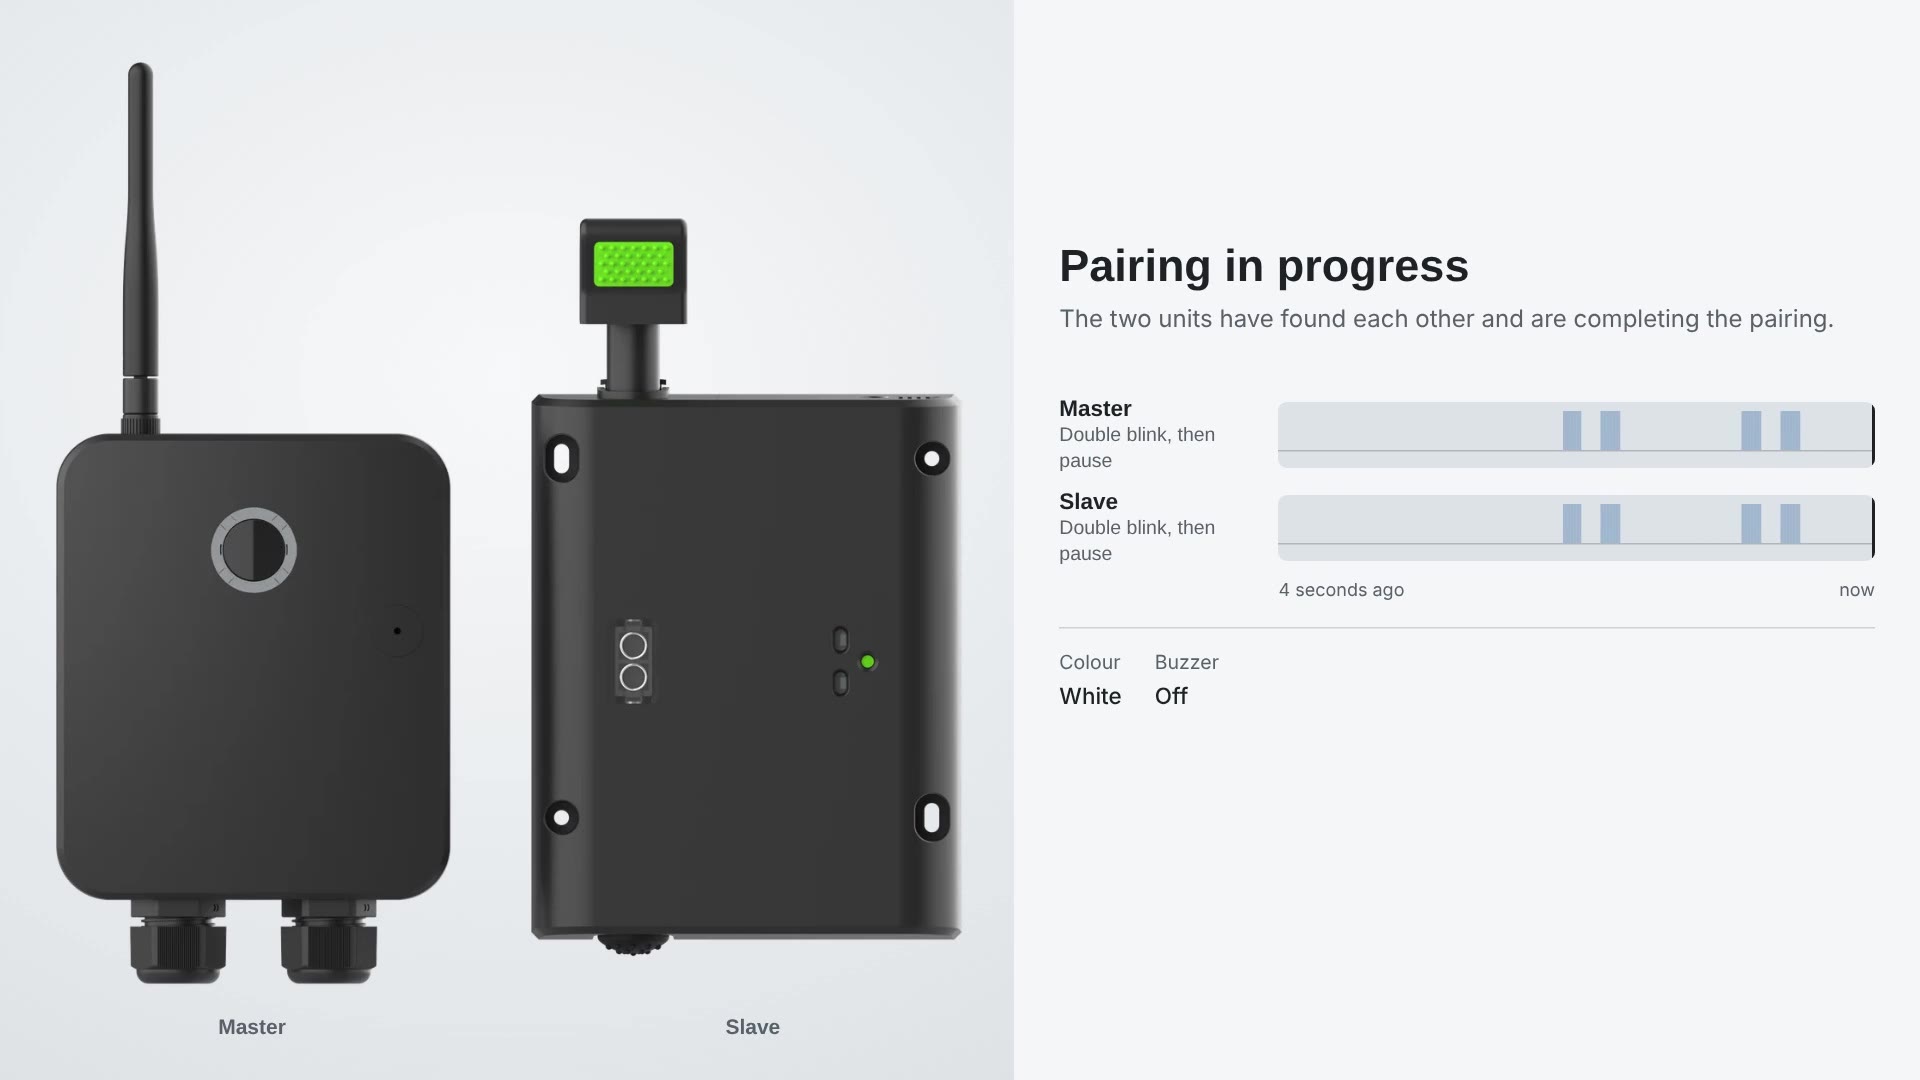 Pairing in progress
The two units have found each other and are completing the pairing.
Master
Double blink, then
pause
Slave
Double blink, then
pause
4 seconds ago
now
Colour
Buzzer
White
Off
Master
Slave